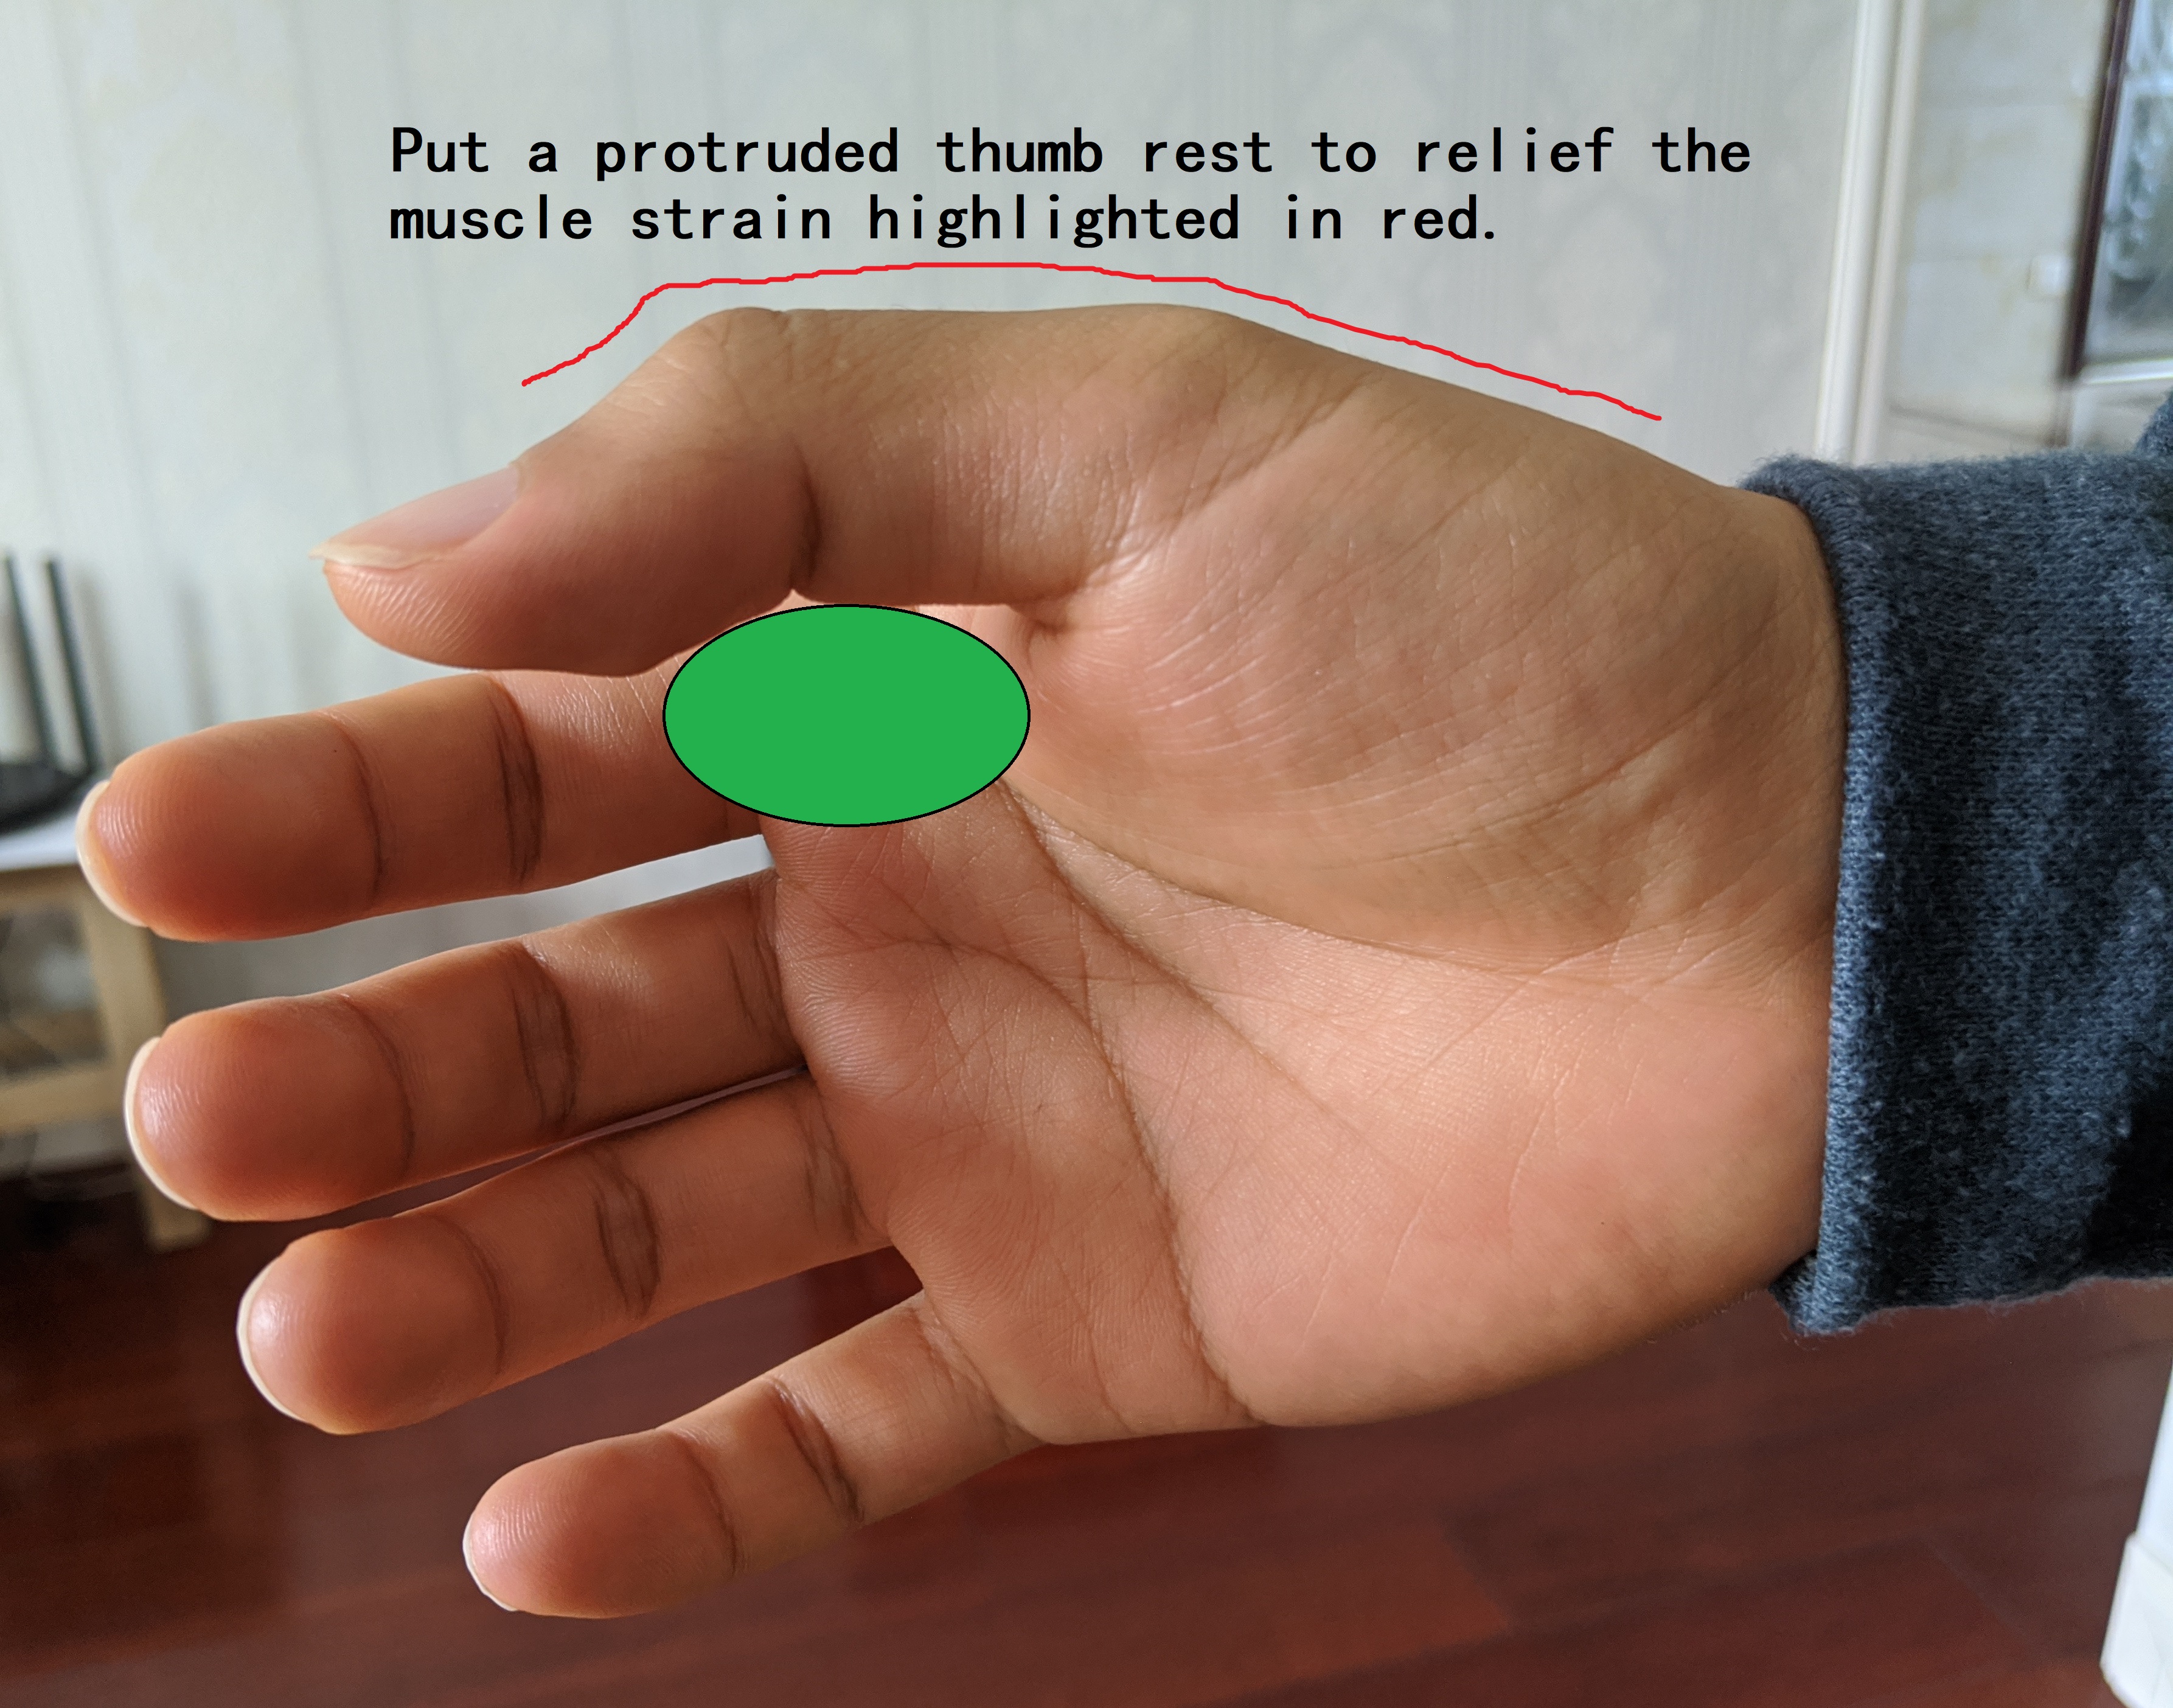 Put a protruded thumb rest to relief the
muscle strain highlighted in red.